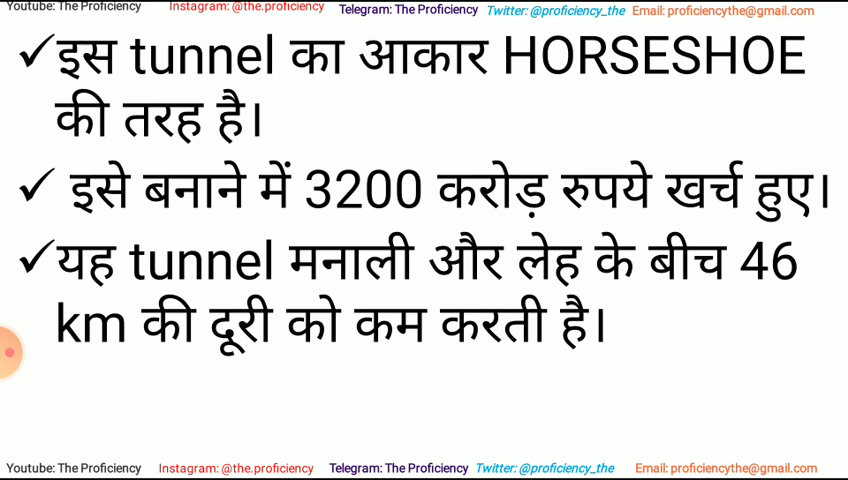 Youtube: The Proficiency Instagram: @the.proficiency Telegram: The Proficiency Twitter: @proficiency_the Email: proficiencythe@gmail.com
✓इस tunnel का आकार HORSESHOE
की तरह है।
✓ इसे बनाने में 3200 करोड़ रुपये खर्च हुए।
✓यह tunnel मनाली और लेह के बीच 46
km की दूरी को कम करती है।
Youtube: The Proficiency Instagram: @the.proficiency Telegram: The Proficiency Twitter: @proficiency_the Email: proficiencythe@gmail.com